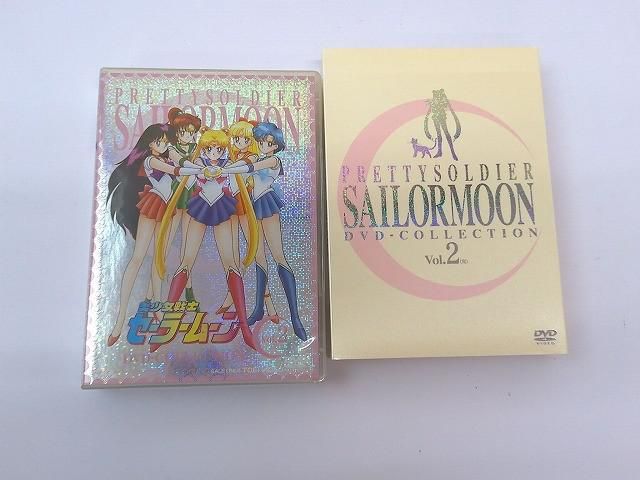 PRETTYSOLDIER
SAILORMOON
美少女戦士
セーラームーン
PRETTYSOLDIER
SAILORMOON
DVD-COLLECTION
Vol.2
DVD
VIDEO